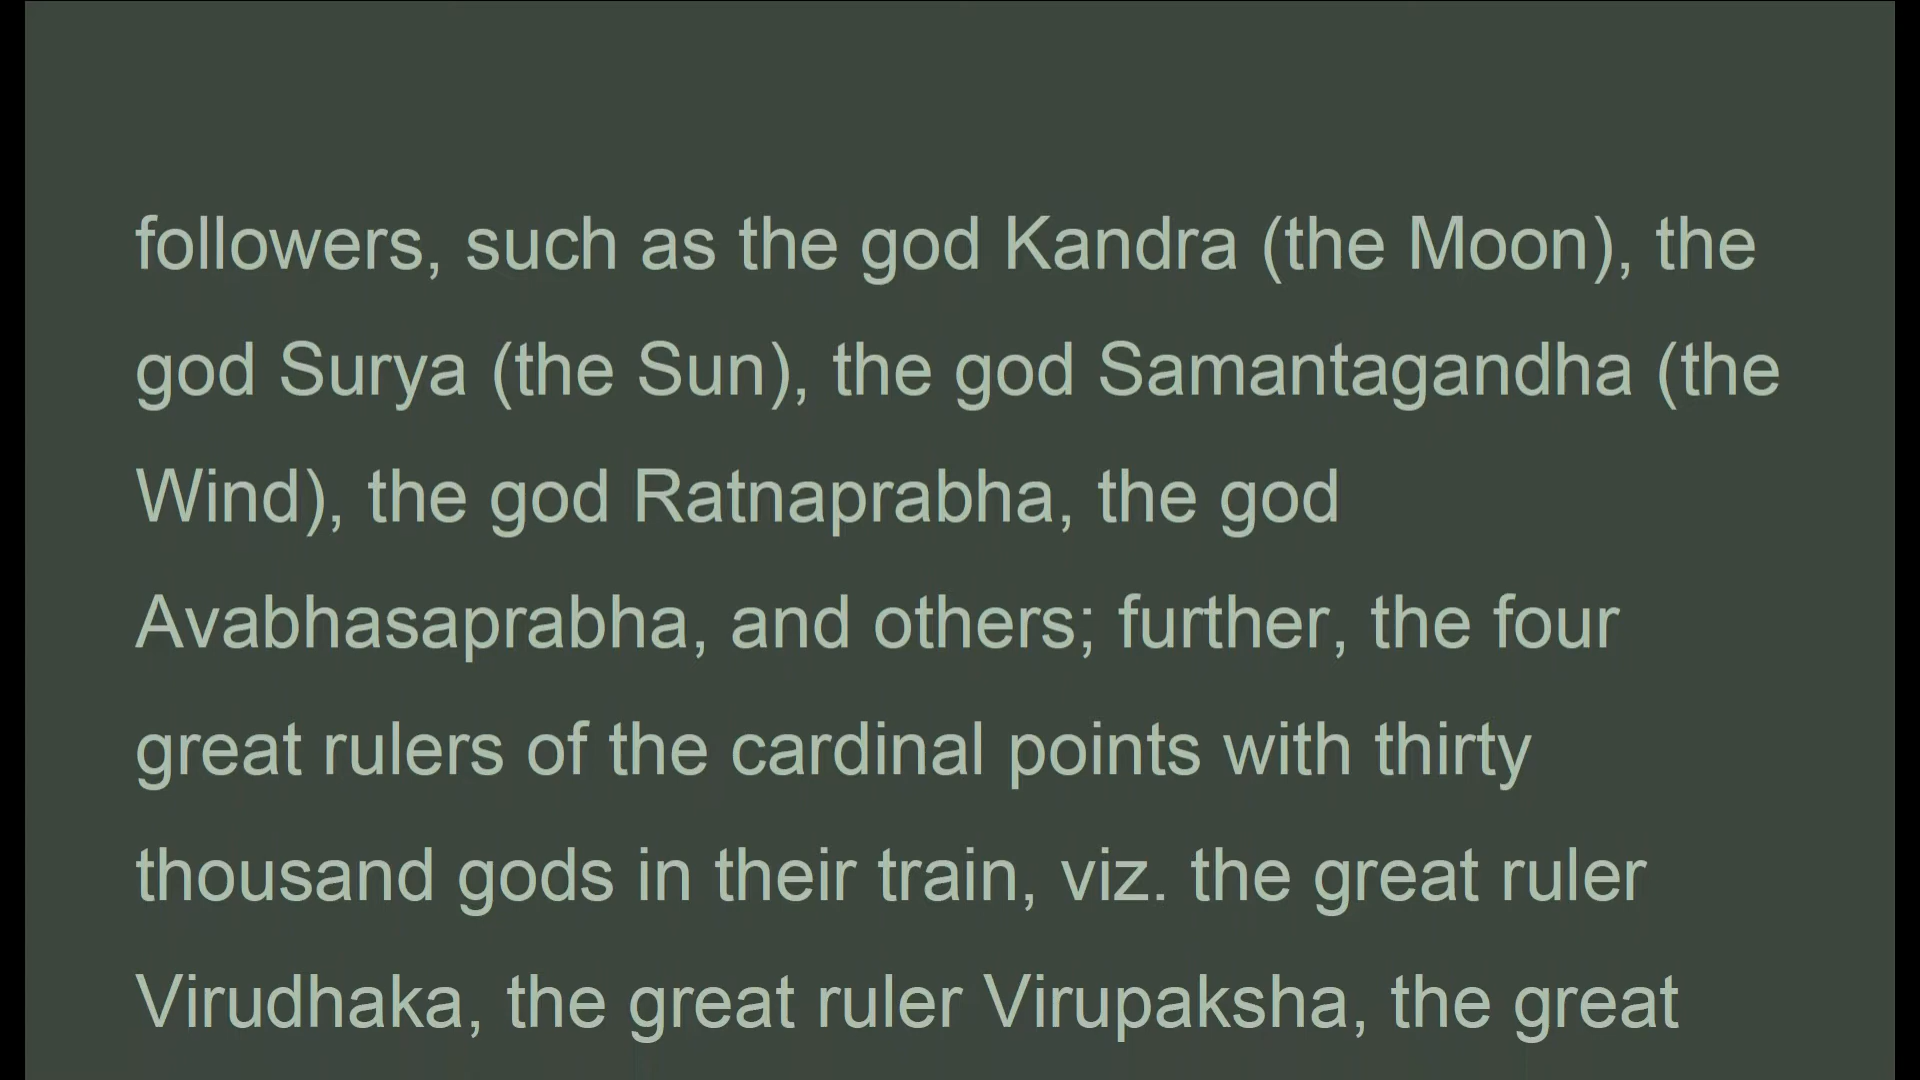 followers, such as the god Kandra (the Moon), the
god Surya (the Sun), the god Samantagandha (the
Wind), the god Ratnaprabha, the god
Avabhasaprabha, and others; further, the four
great rulers of the cardinal points with thirty
thousand gods in their train, viz. the great ruler
Virudhaka, the great ruler Virupaksha, the great